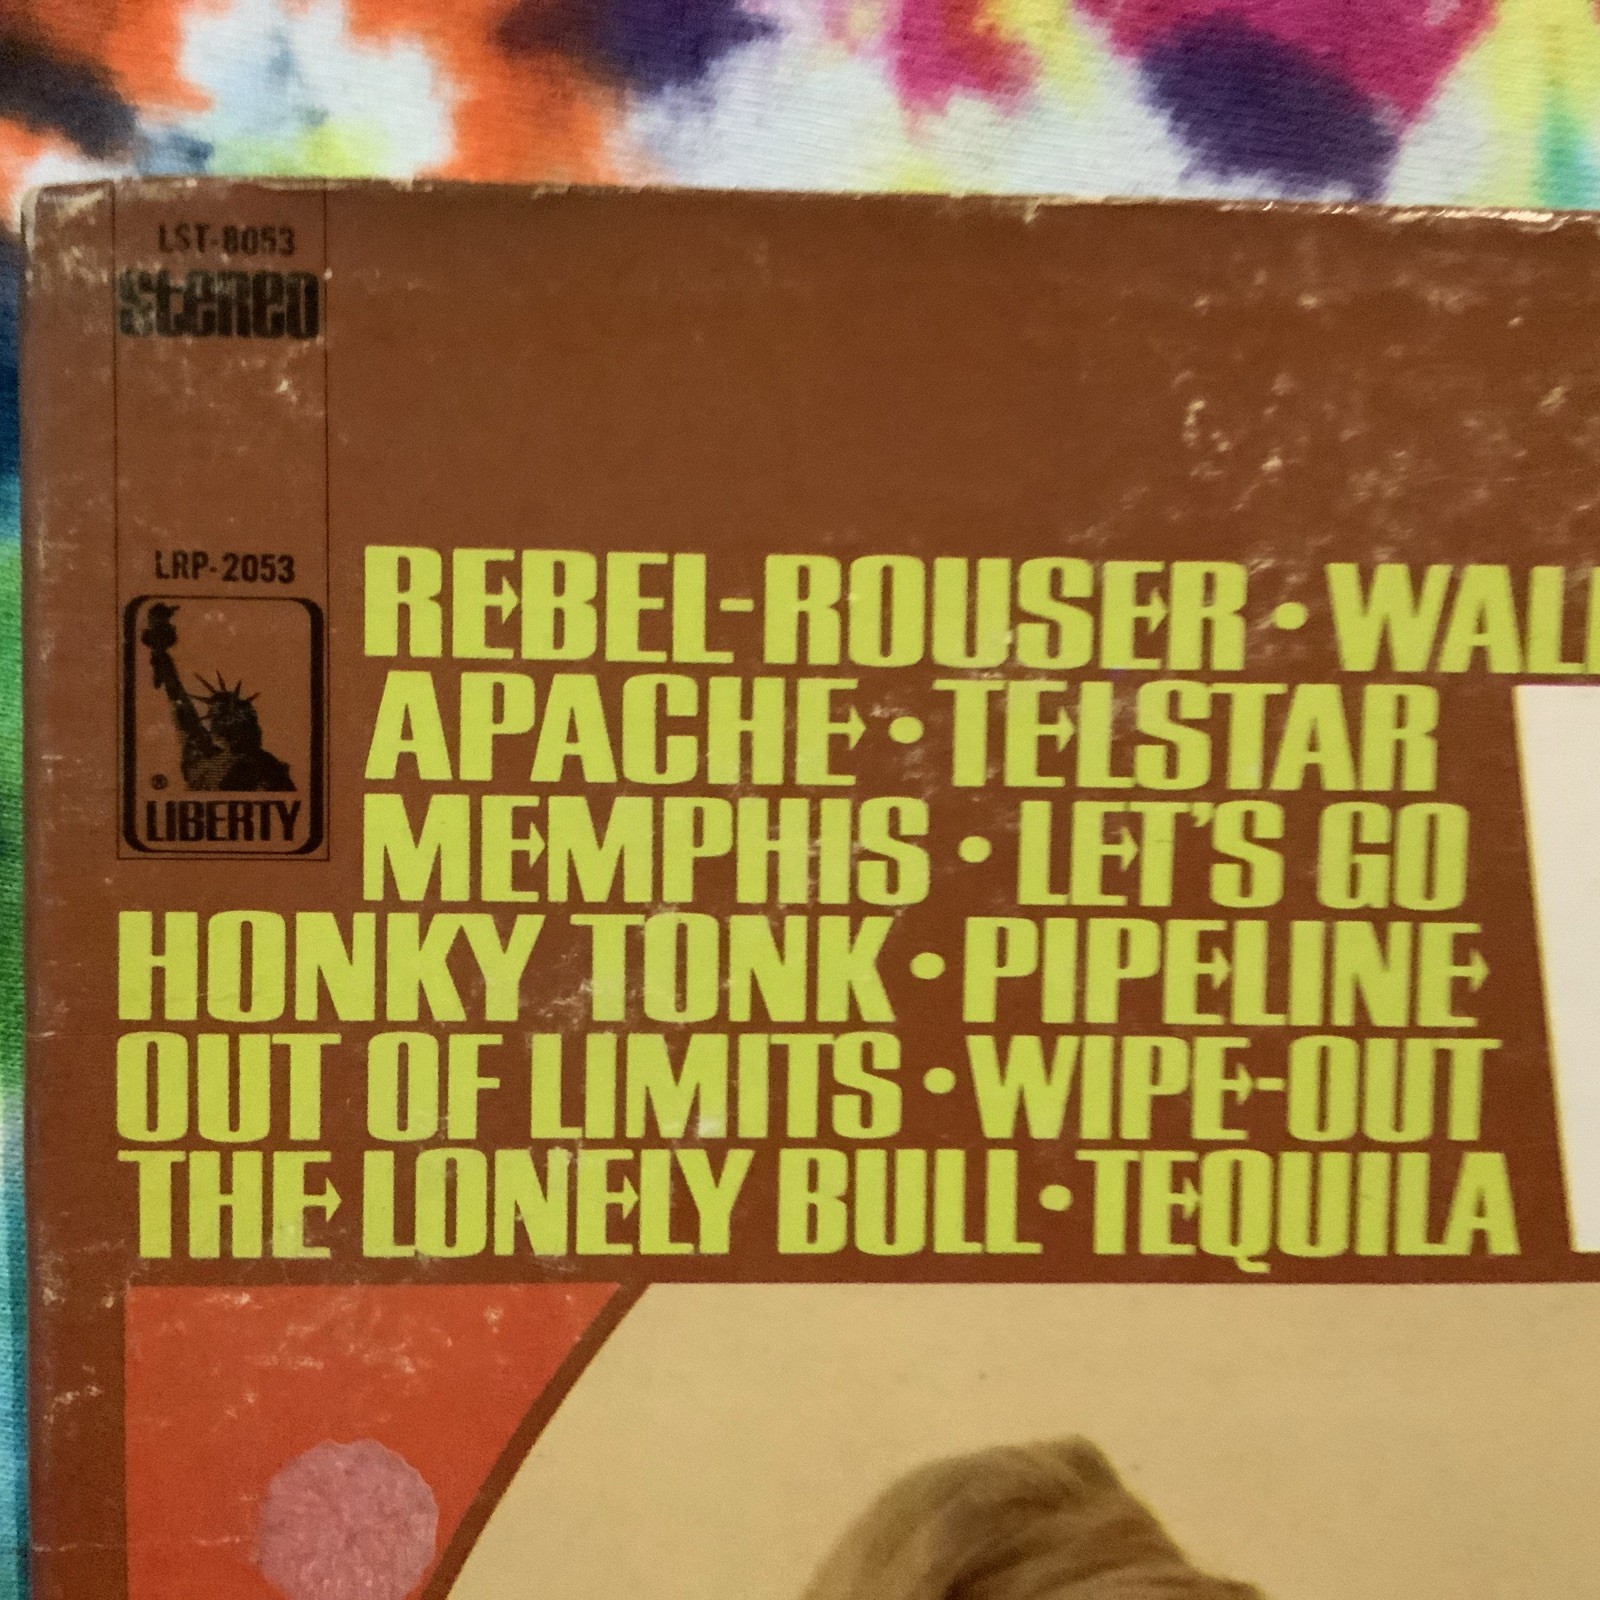 LST-8053
stereo
LRP-2053
®
LIBERTY
REBEL-ROUSER •
APACHE • TELSTAR
MEMPHIS • LET'S GO
HONKY TONK • PIPELINE
OUT OF LIMITS • WIPE-OUT
THE LONELY BULL • TEQUILA